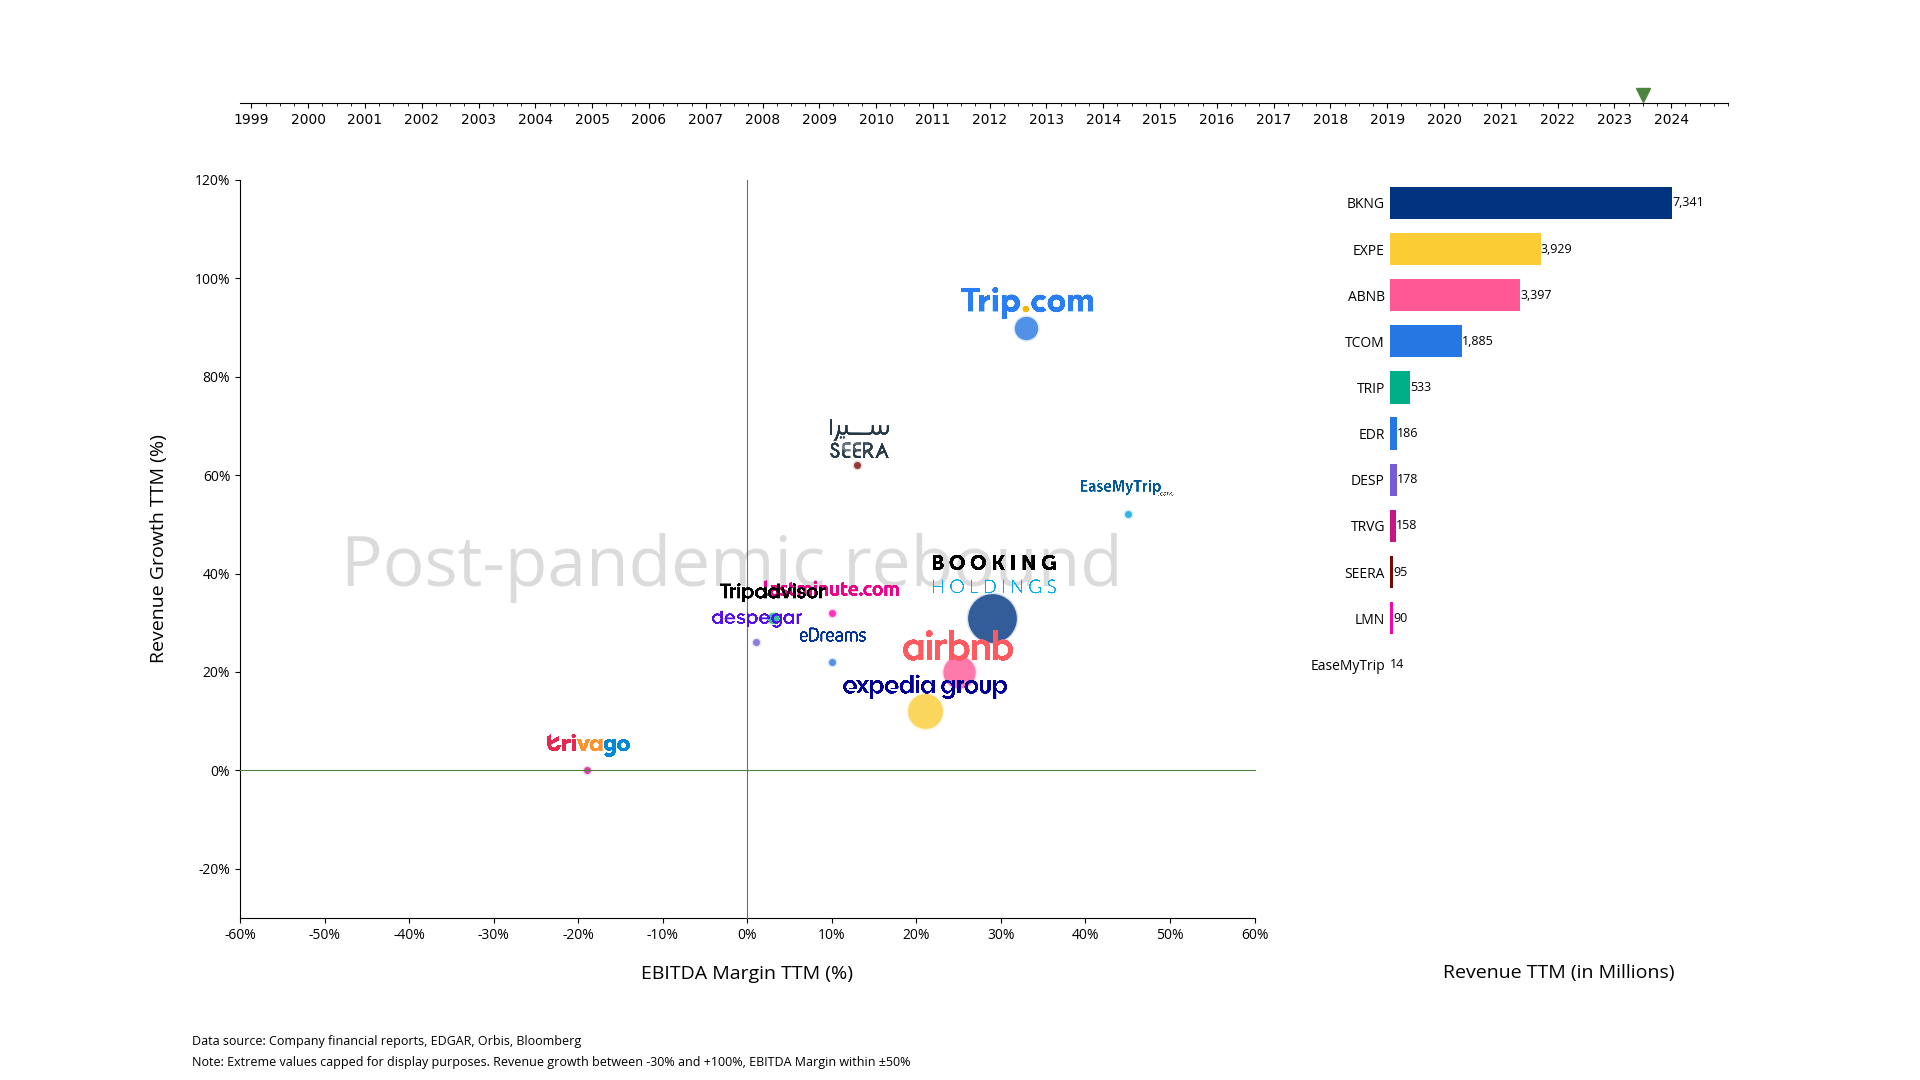 1999 2000 2001 2002 2003 2004 2005 2006 2007 2008 2009 2010 2011 2012 2013 2014 2015 2016 2017 2018 2019 2020 2021 2022 2023 2024
120%
100%
80%
60%
40%
20%
0%
-20%
Revenue Growth TTM (%)
Post-pandemic rebound
Trip.com
سيرا
SEERA
EaseMyTrip.com
BOOKING
HOLDINGS
Tripadvisor
lastminute.com
despegar
eDreams
airbnb
expedia group
trivago
-60% -50% -40% -30% -20% -10% 0% 10% 20% 30% 40% 50% 60%
EBITDA Margin TTM (%)
BKNG 7,341
EXPE 3,929
ABNB 3,397
TCOM 1,885
TRIP 533
EDR 186
DESP 178
TRVG 158
SEERA 95
LMN 90
EaseMyTrip 14
Revenue TTM (in Millions)
Data source: Company financial reports, EDGAR, Orbis, Bloomberg
Note: Extreme values capped for display purposes. Revenue growth between -30% and +100%, EBITDA Margin within ±50%